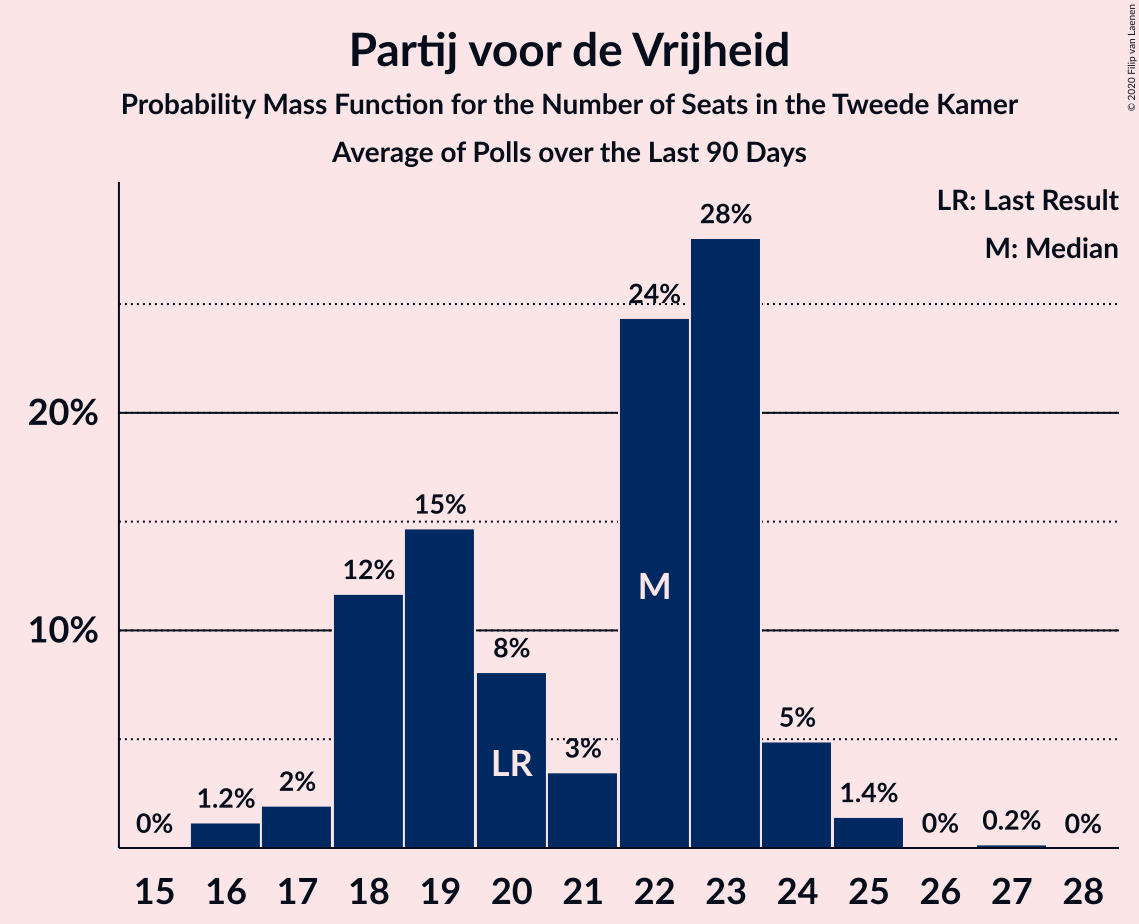 Partij voor de Vrijheid
Probability Mass Function for the Number of Seats in the Tweede Kamer
Average of Polls over the Last 90 Days
© 2020 Filip van Laenen
LR: Last Result
M: Median
28%
24%
20%
15%
12%
10%
8%
5%
3%
2%
1.2%
1.4%
0%
0%
0.2%
0%
M
LR
15 16 17 18 19 20 21 22 23 24 25 26 27 28